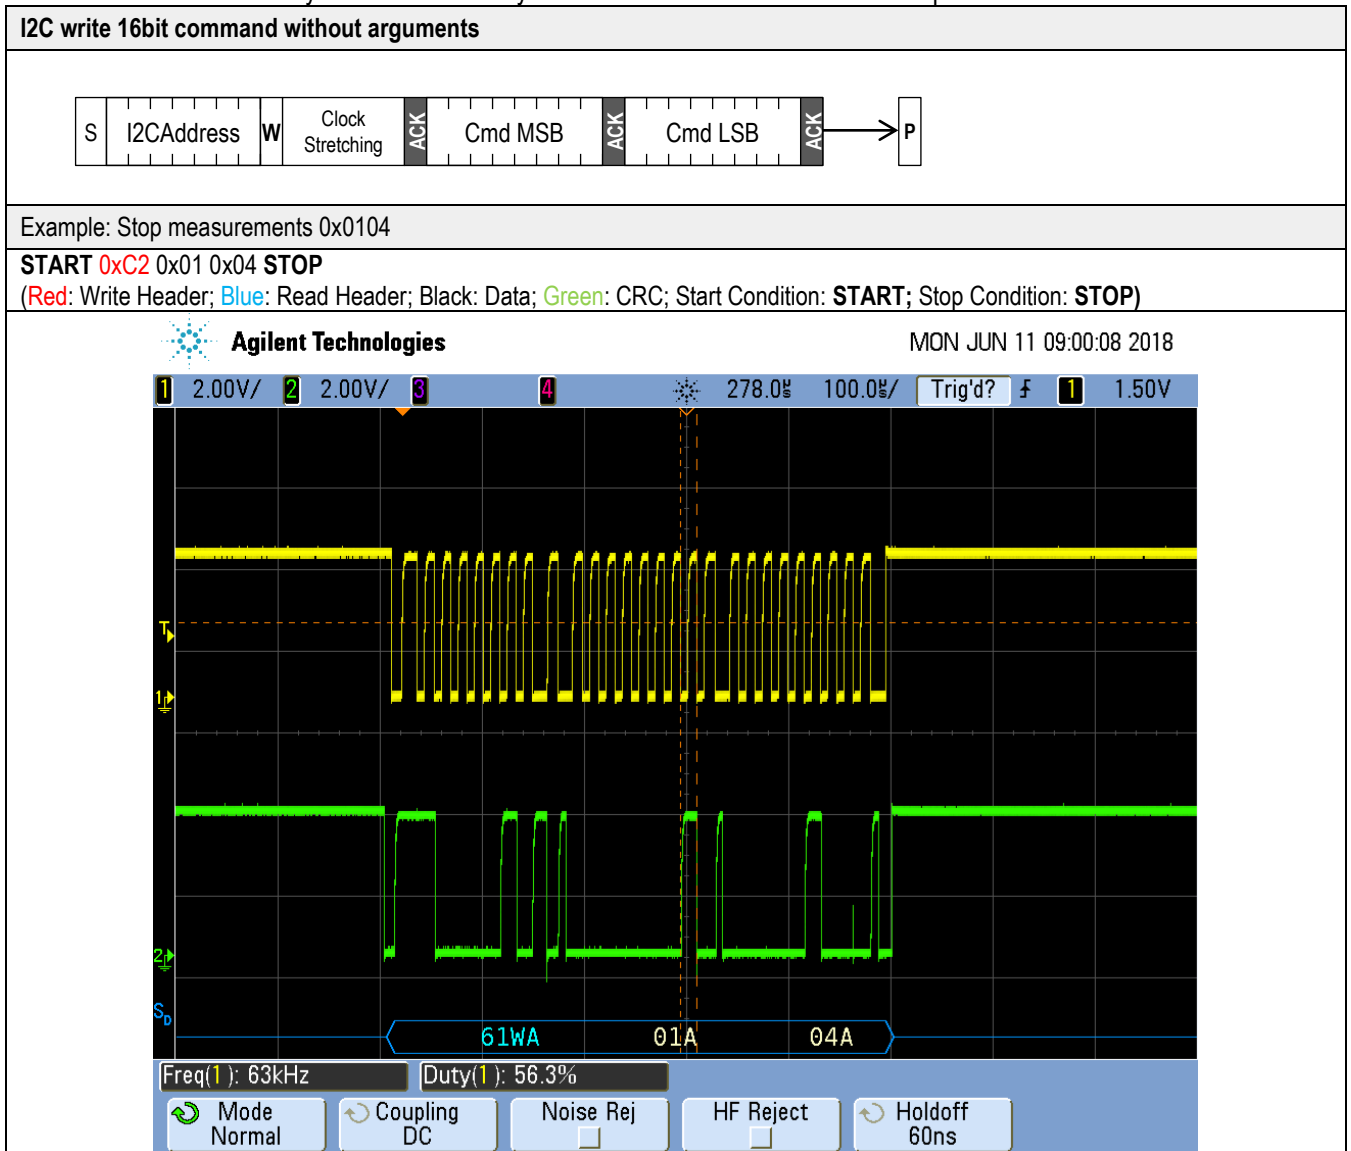 I2C write 16bit command without arguments
S I2CAddress W Clock Stretching ACK Cmd MSB ACK Cmd LSB ACK P
Example: Stop measurements 0x0104
START 0xC2 0x01 0x04 STOP
(Red: Write Header; Blue: Read Header; Black: Data; Green: CRC; Start Condition: START; Stop Condition: STOP)
Agilent Technologies MON JUN 11 09:00:08 2018
1 2.00V/ 2 2.00V/ 3 4 278.0µs 100.0µs/ Trig'd? 1 1.50V
T
1
2
SD
61WA 01A 04A
Freq(1): 63kHz Duty(1): 56.3%
Mode Coupling Noise Rej HF Reject Holdoff
Normal DC 60ns